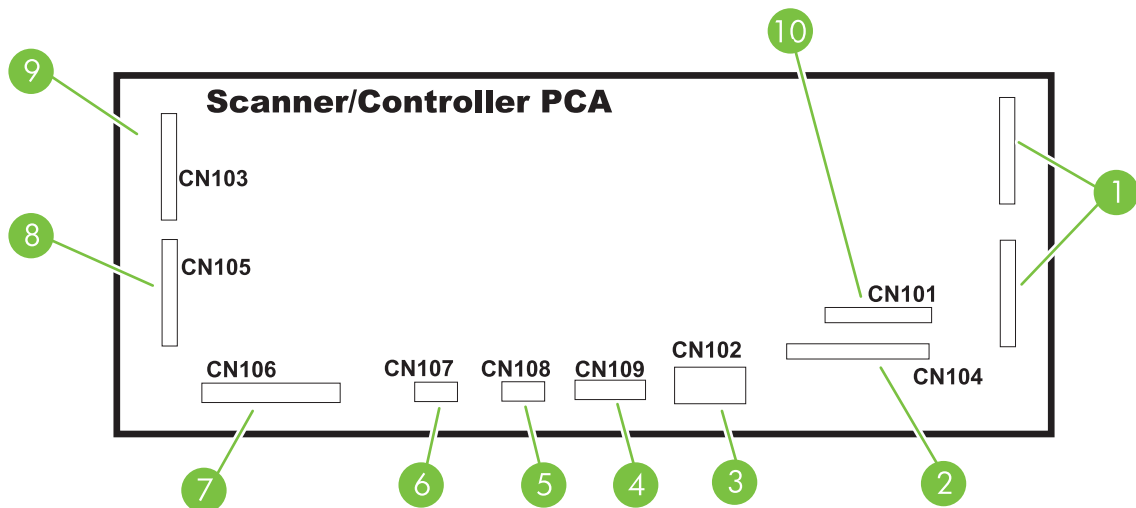 10
9
Scanner/Controller PCA
CN103
1
8
CN105
CN101
CN102
CN106
CN107
CN108
CN109
CN104
7
6
5
4
3
2